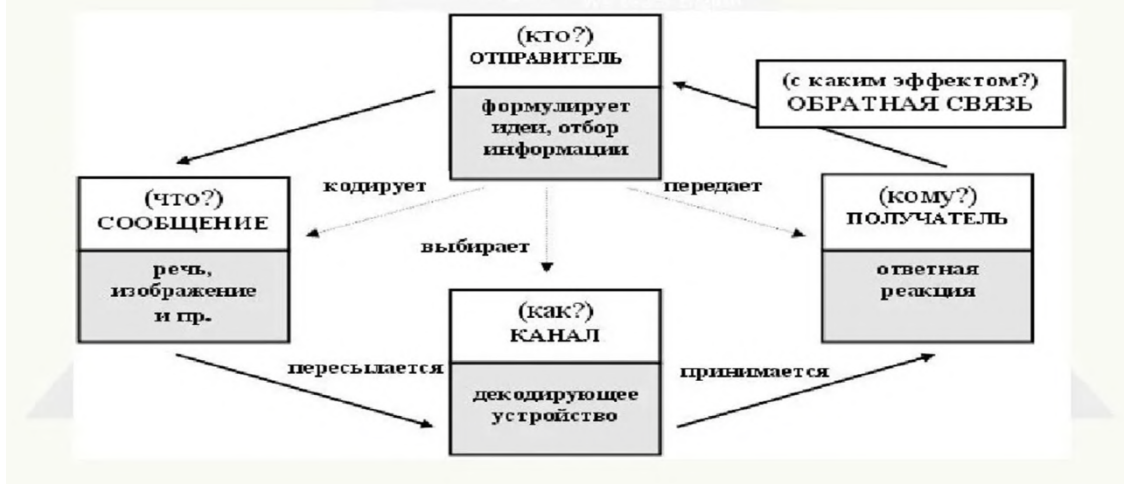 (кто?)
ОТПРАВИТЕЛЬ
формулирует
идеи, отбор
информации
(с каким эффектом?)
ОБРАТНАЯ СВЯЗЬ
кодирует
передает
выбирает
(что?)
СООБЩЕНИЕ
речь,
изображение
и пр.
(кому?)
ПОЛУЧАТЕЛЬ
ответная
реакция
(как?)
КАНАЛ
декодирующее
устройство
пересылается
принимается